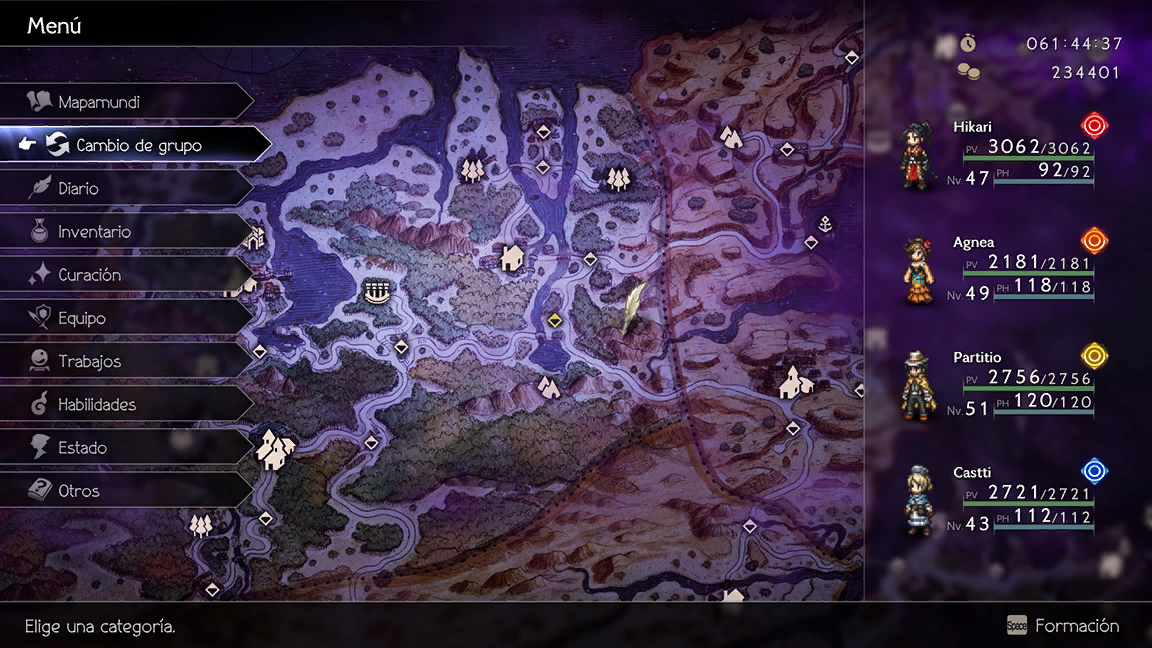 Menú
061:44:37
234401
Mapamundi
Cambio de grupo
Diario
Inventario
Curación
Equipo
Trabajos
Habilidades
Estado
Otros
Hikari
PV 3062/3062
Nv. 47 PH 92/92
Agnea
PV 2181/2181
Nv. 49 PH 118/118
Partitio
PV 2756/2756
Nv. 51 PH 120/120
Castti
PV 2721/2721
Nv. 43 PH 112/112
Elige una categoría.
Space Formación